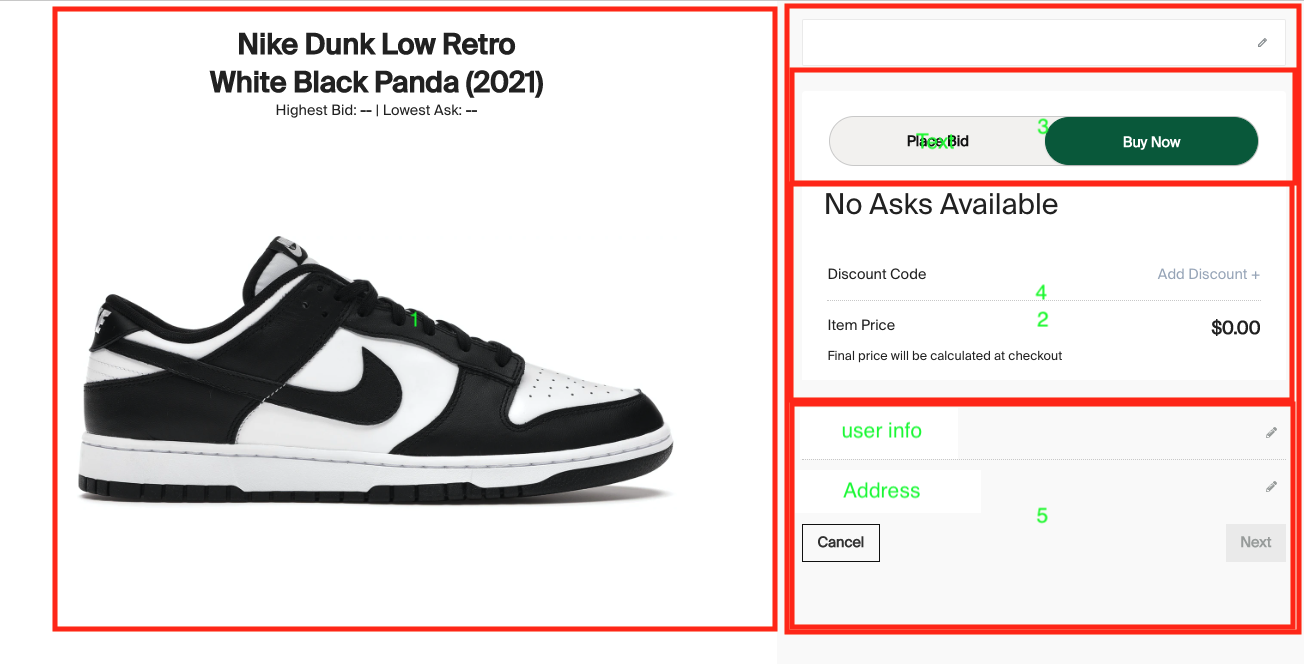 Nike Dunk Low Retro
White Black Panda (2021)
Highest Bid: -- | Lowest Ask: --
1
Place Bid
Text
3
Buy Now
No Asks Available
Discount Code
Add Discount +
4
Item Price
2
$0.00
Final price will be calculated at checkout
user info
Address
5
Cancel
Next